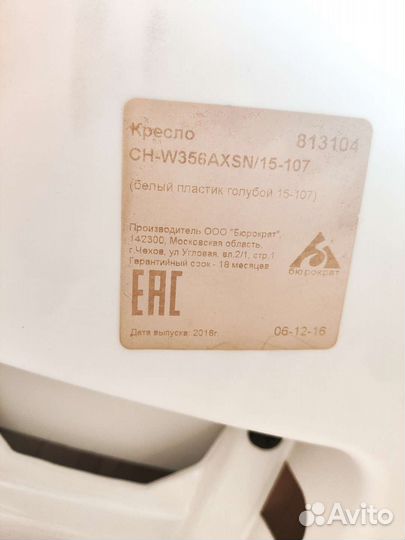 Кресло 813104
CH-W356AXSN/15-107
(белый пластик голубой 15-107)
Производитель ООО "Бюрократ",
142300, Московская область,
г.Чехов, ул Угловая, вл.2/1, стр.1
Гарантийный срок - 18 месяцев
бюрократ
EAC
Дата выпуска: 2016г. 06-12-16
Avito